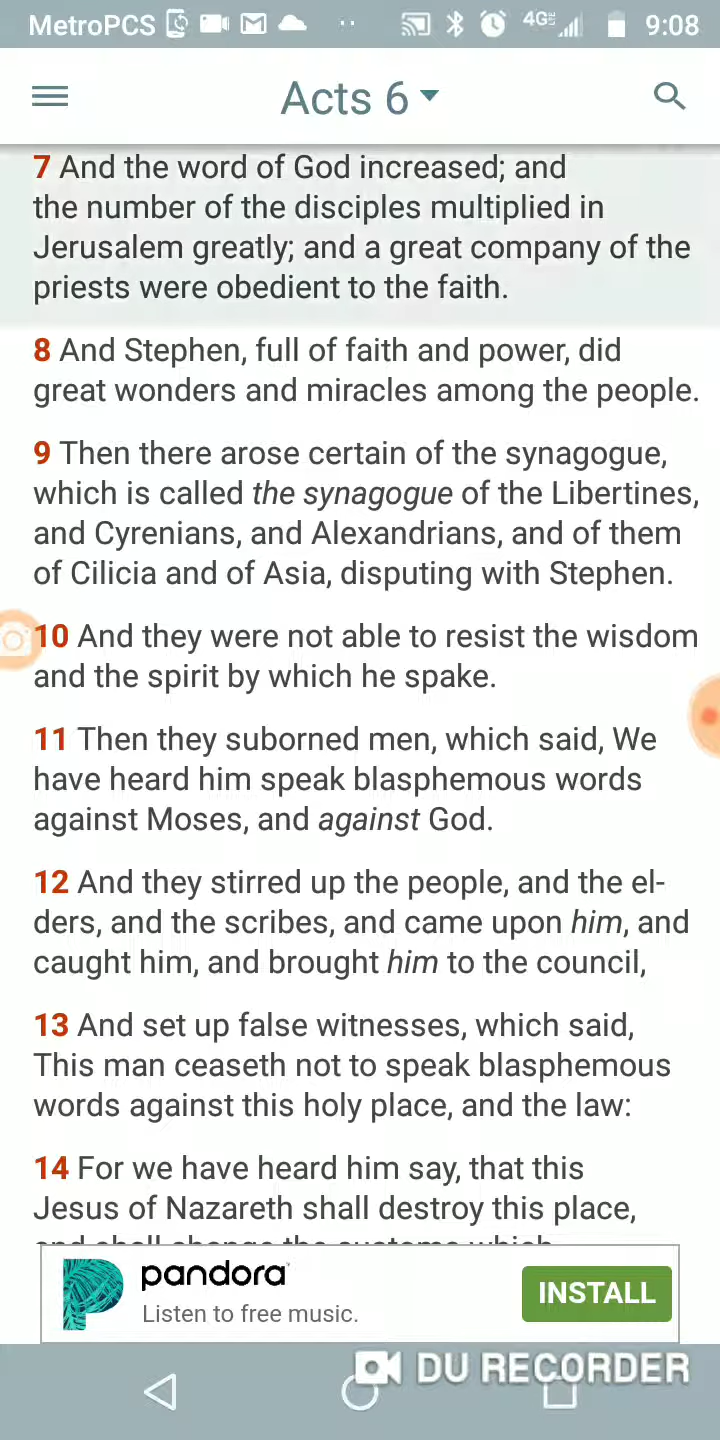 MetroPCS 4G 9:08
Acts 6
7 And the word of God increased; and
the number of the disciples multiplied in
Jerusalem greatly; and a great company of the
priests were obedient to the faith.
8 And Stephen, full of faith and power, did
great wonders and miracles among the people.
9 Then there arose certain of the synagogue,
which is called the synagogue of the Libertines,
and Cyrenians, and Alexandrians, and of them
of Cilicia and of Asia, disputing with Stephen.
10 And they were not able to resist the wisdom
and the spirit by which he spake.
11 Then they suborned men, which said, We
have heard him speak blasphemous words
against Moses, and against God.
12 And they stirred up the people, and the el-
ders, and the scribes, and came upon him, and
caught him, and brought him to the council,
13 And set up false witnesses, which said,
This man ceaseth not to speak blasphemous
words against this holy place, and the law:
14 For we have heard him say, that this
Jesus of Nazareth shall destroy this place,
and shall change the customs which
pandora
Listen to free music.
INSTALL
DU RECORDER